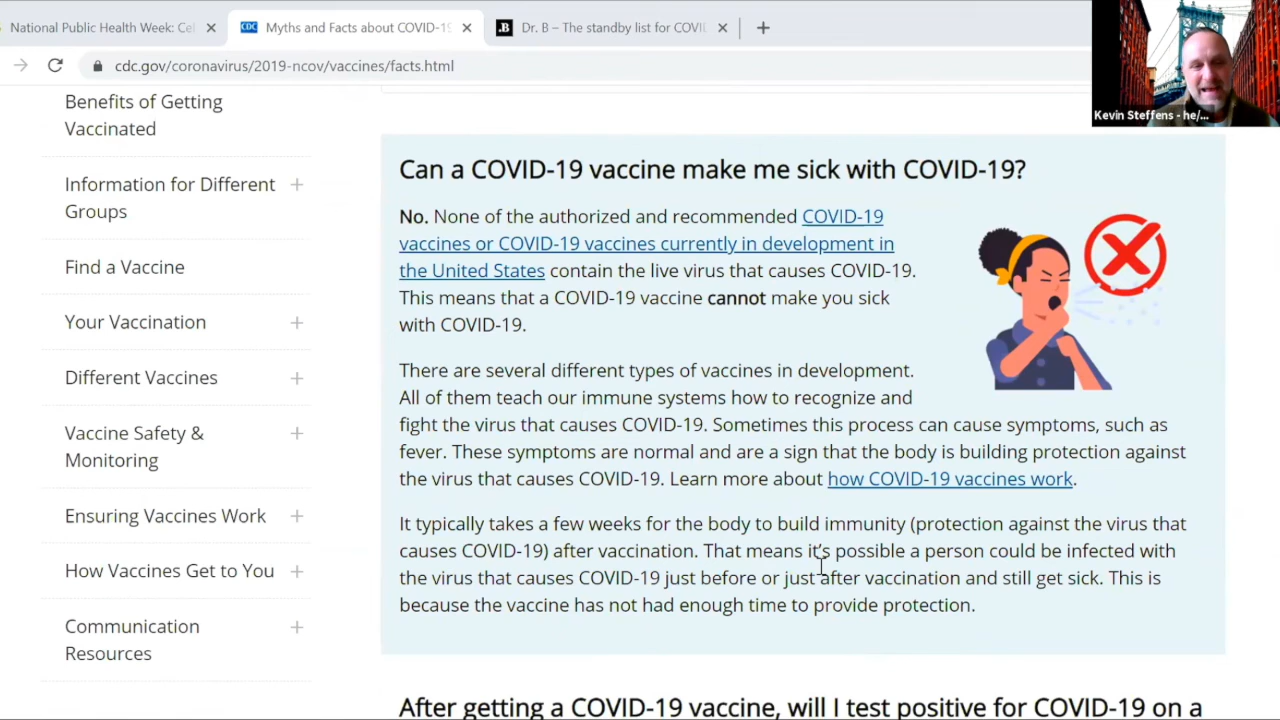 National Public Health Week: Cel
CDC
Myths and Facts about COVID-19
.B
Dr. B – The standby list for COVI
cdc.gov/coronavirus/2019-ncov/vaccines/facts.html
Kevin Steffens - he/...
Benefits of Getting
Vaccinated
Information for Different
Groups
Find a Vaccine
Your Vaccination
Different Vaccines
Vaccine Safety &
Monitoring
Ensuring Vaccines Work
How Vaccines Get to You
Communication
Resources
Can a COVID-19 vaccine make me sick with COVID-19?
No. None of the authorized and recommended COVID-19
vaccines or COVID-19 vaccines currently in development in
the United States contain the live virus that causes COVID-19.
This means that a COVID-19 vaccine cannot make you sick
with COVID-19.
There are several different types of vaccines in development.
All of them teach our immune systems how to recognize and
fight the virus that causes COVID-19. Sometimes this process can cause symptoms, such as
fever. These symptoms are normal and are a sign that the body is building protection against
the virus that causes COVID-19. Learn more about how COVID-19 vaccines work.
It typically takes a few weeks for the body to build immunity (protection against the virus that
causes COVID-19) after vaccination. That means it's possible a person could be infected with
the virus that causes COVID-19 just before or just after vaccination and still get sick. This is
because the vaccine has not had enough time to provide protection.
After getting a COVID-19 vaccine, will I test positive for COVID-19 on a